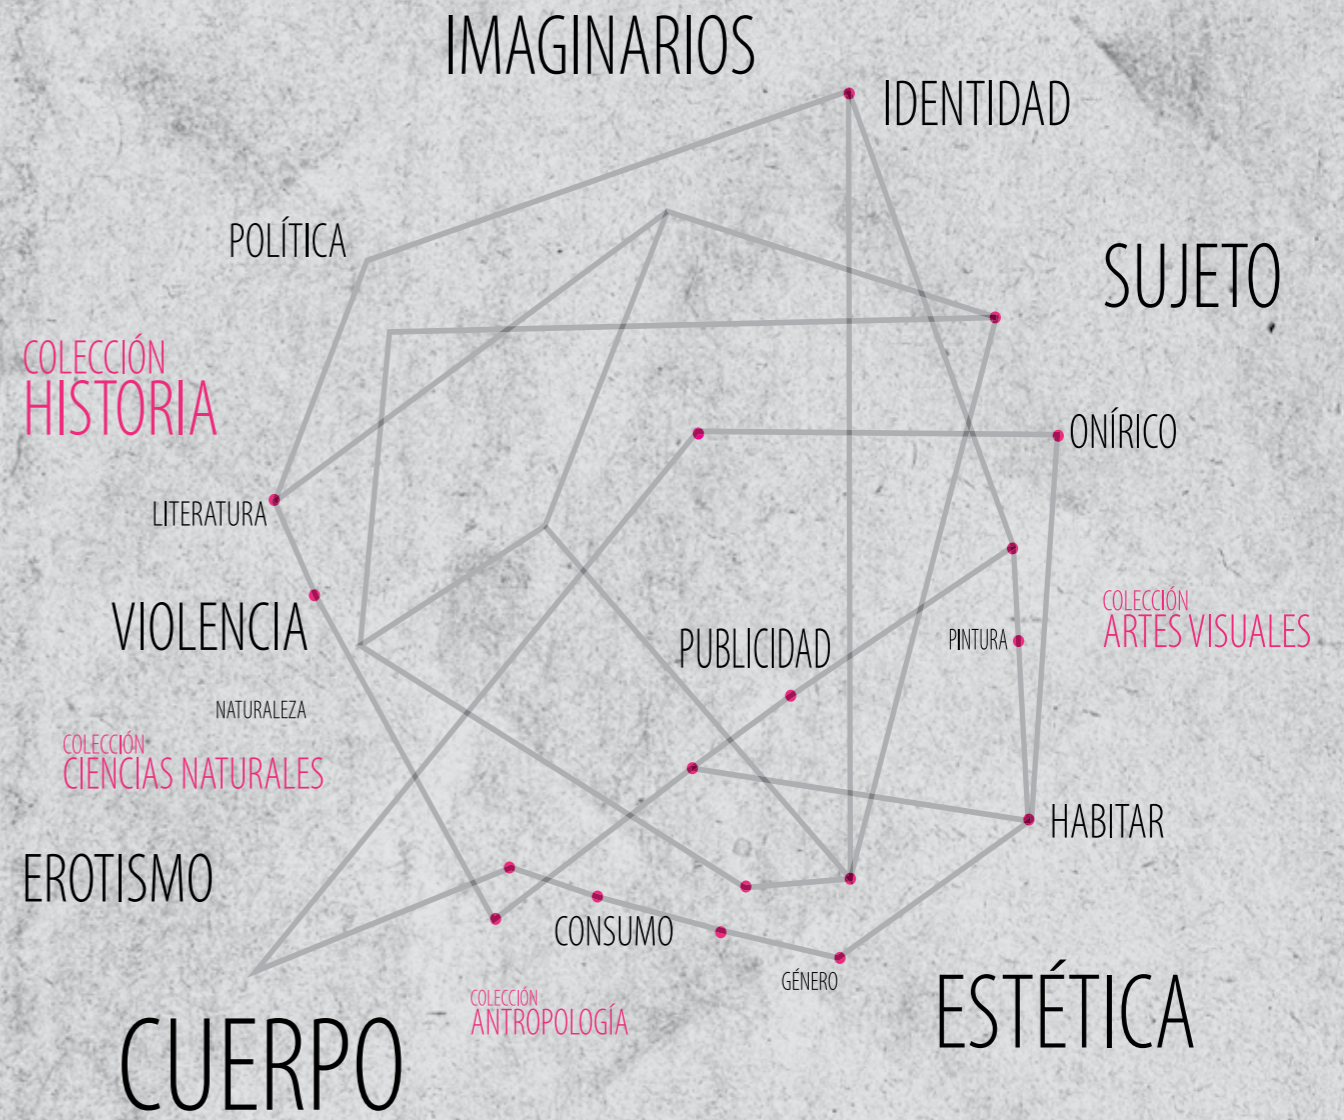 IMAGINARIOS
IDENTIDAD
POLÍTICA
SUJETO
COLECCIÓN
HISTORIA
ONÍRICO
LITERATURA
VIOLENCIA
COLECCIÓN
ARTES VISUALES
PUBLICIDAD
PINTURA
NATURALEZA
COLECCIÓN
CIENCIAS NATURALES
HABITAR
EROTISMO
CONSUMO
GÉNERO
COLECCIÓN
ANTROPOLOGÍA
ESTÉTICA
CUERPO